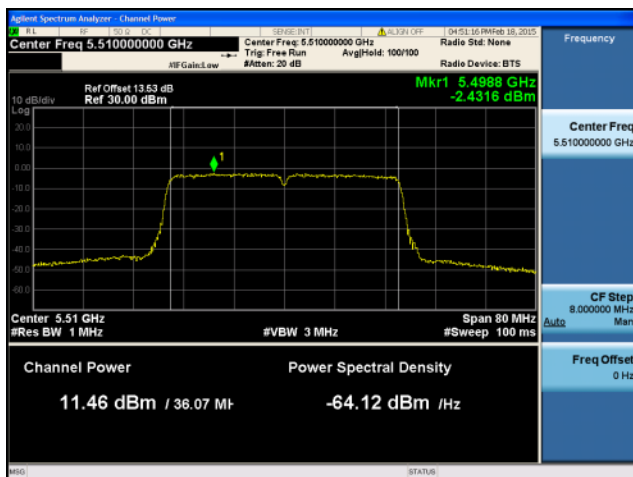 Agilent Spectrum Analyzer - Channel Power
RL RF 50 Ω DC SENSE:INT ALIGN OFF 04:51:16 PM Feb 18, 2015
Center Freq 5.510000000 GHz
Center Freq: 5.510000000 GHz
Radio Std: None
Trig: Free Run Avg|Hold: 100/100
#IFGain:Low #Atten: 20 dB Radio Device: BTS
Frequency
Ref Offset 13.53 dB
Mkr1 5.4988 GHz
10 dB/div Ref 30.00 dBm
-2.4316 dBm
Log
20.0
10.0
0.00
-10.0
-20.0
-30.0
-40.0
-50.0
-60.0
1
Center 5.51 GHz Span 80 MHz
#Res BW 1 MHz #VBW 3 MHz #Sweep 100 ms
Channel Power Power Spectral Density
11.46 dBm / 36.07 MH -64.12 dBm /Hz
Center Freq
5.510000000 GHz
CF Step
8.000000 MHz
Auto Man
Freq Offset
0 Hz
MSG STATUS